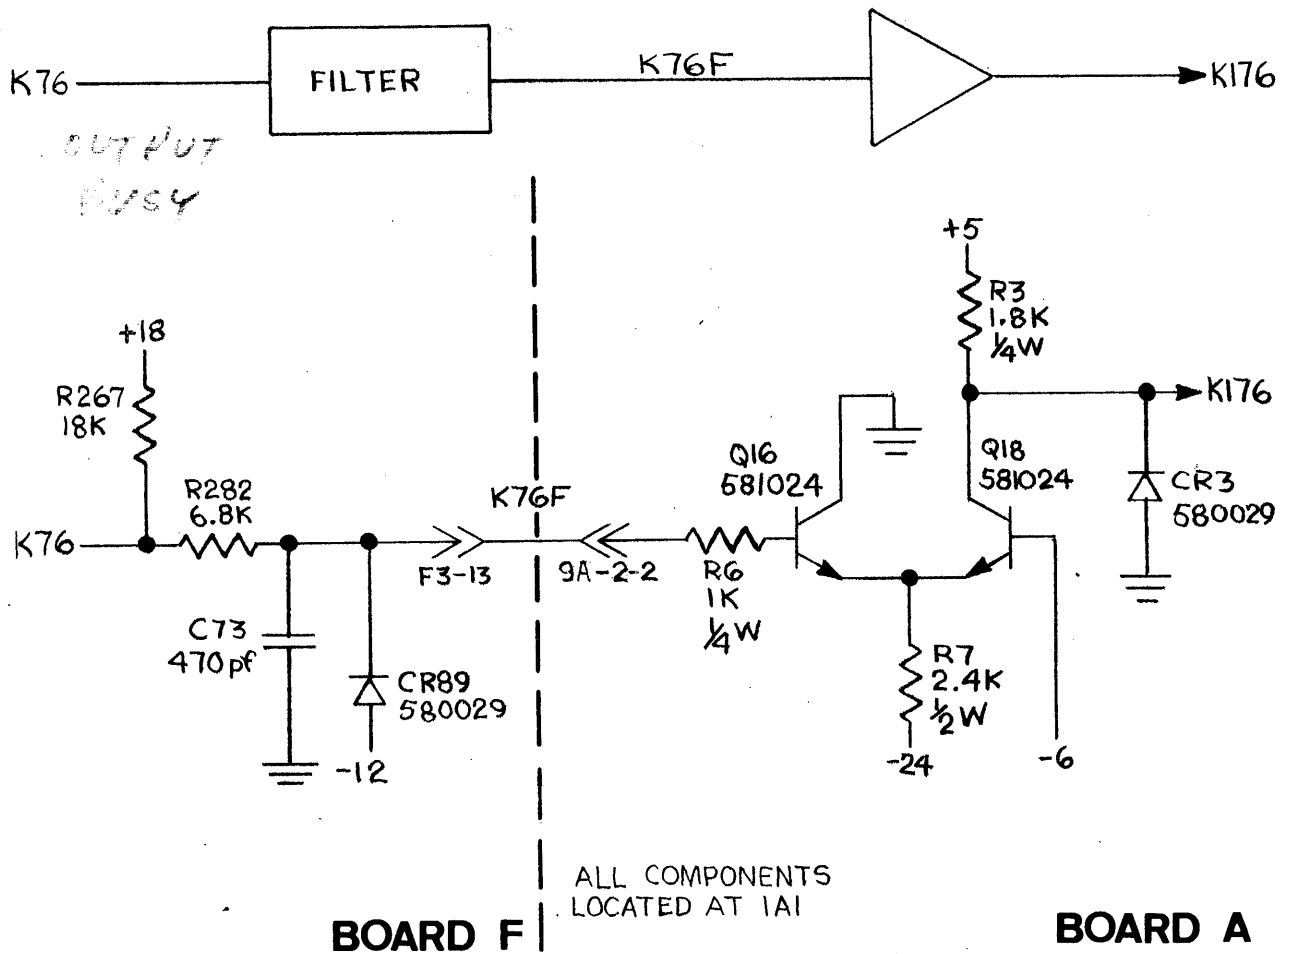 K76
FILTER
K76F
K176
OUTPUT
BUSY
+5
R3
1.8K
1/4W
+18
R267
18K
K176
Q16
581024
Q18
581024
CR3
580029
R282
6.8K
K76F
K76
F3-13
9A-2-2
R6
1K
1/4W
C73
470pf
CR89
580029
-12
R7
2.4K
1/2W
-24
-6
ALL COMPONENTS
LOCATED AT 1A1
BOARD F
BOARD A